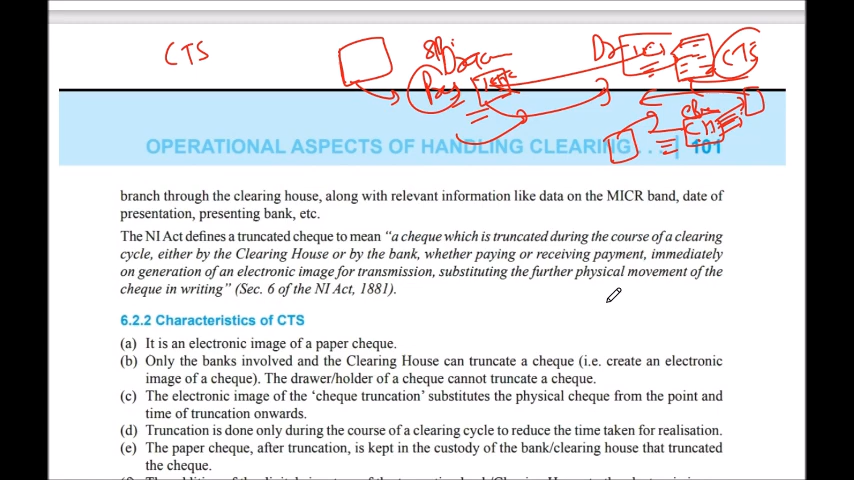 CTS
CTS
OPERATIONAL ASPECTS OF HANDLING CLEARING . . . | 101
branch through the clearing house, along with relevant information like data on the MICR band, date of
presentation, presenting bank, etc.
The NI Act defines a truncated cheque to mean “a cheque which is truncated during the course of a clearing
cycle, either by the Clearing House or by the bank, whether paying or receiving payment, immediately
on generation of an electronic image for transmission, substituting the further physical movement of the
cheque in writing” (Sec. 6 of the NI Act, 1881).
6.2.2 Characteristics of CTS
(a) It is an electronic image of a paper cheque.
(b) Only the banks involved and the Clearing House can truncate a cheque (i.e. create an electronic
image of a cheque). The drawer/holder of a cheque cannot truncate a cheque.
(c) The electronic image of the ‘cheque truncation’ substitutes the physical cheque from the point and
time of truncation onwards.
(d) Truncation is done only during the course of a clearing cycle to reduce the time taken for realisation.
(e) The paper cheque, after truncation, is kept in the custody of the bank/clearing house that truncated
the cheque.